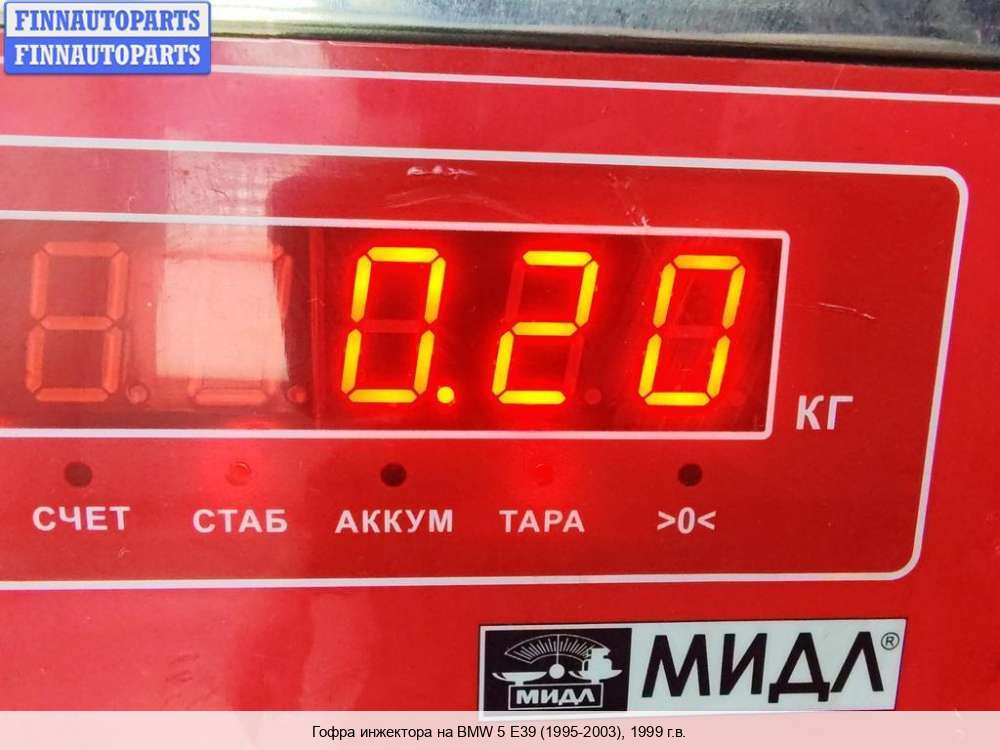 FINNAUTOPARTS
FINNAUTOPARTS
0.20
КГ
СЧЕТ СТАБ АККУМ ТАРА >0<
МИДЛ МИДЛ®
Гофра инжектора на BMW 5 E39 (1995-2003), 1999 г.в.